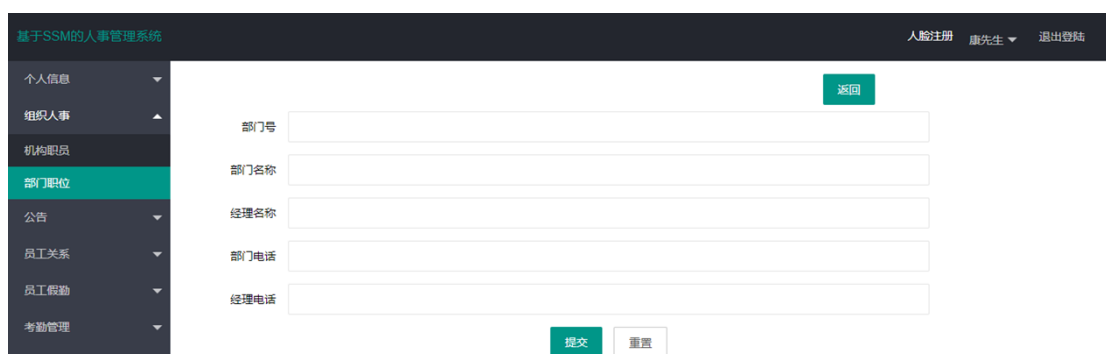 基于SSM的人事管理系统
人脸注册 康先生 退出登陆
个人信息
组织人事
机构职员
部门职位
公告
员工关系
员工假勤
考勤管理
返回
部门号
部门名称
经理名称
部门电话
经理电话
提交 重置